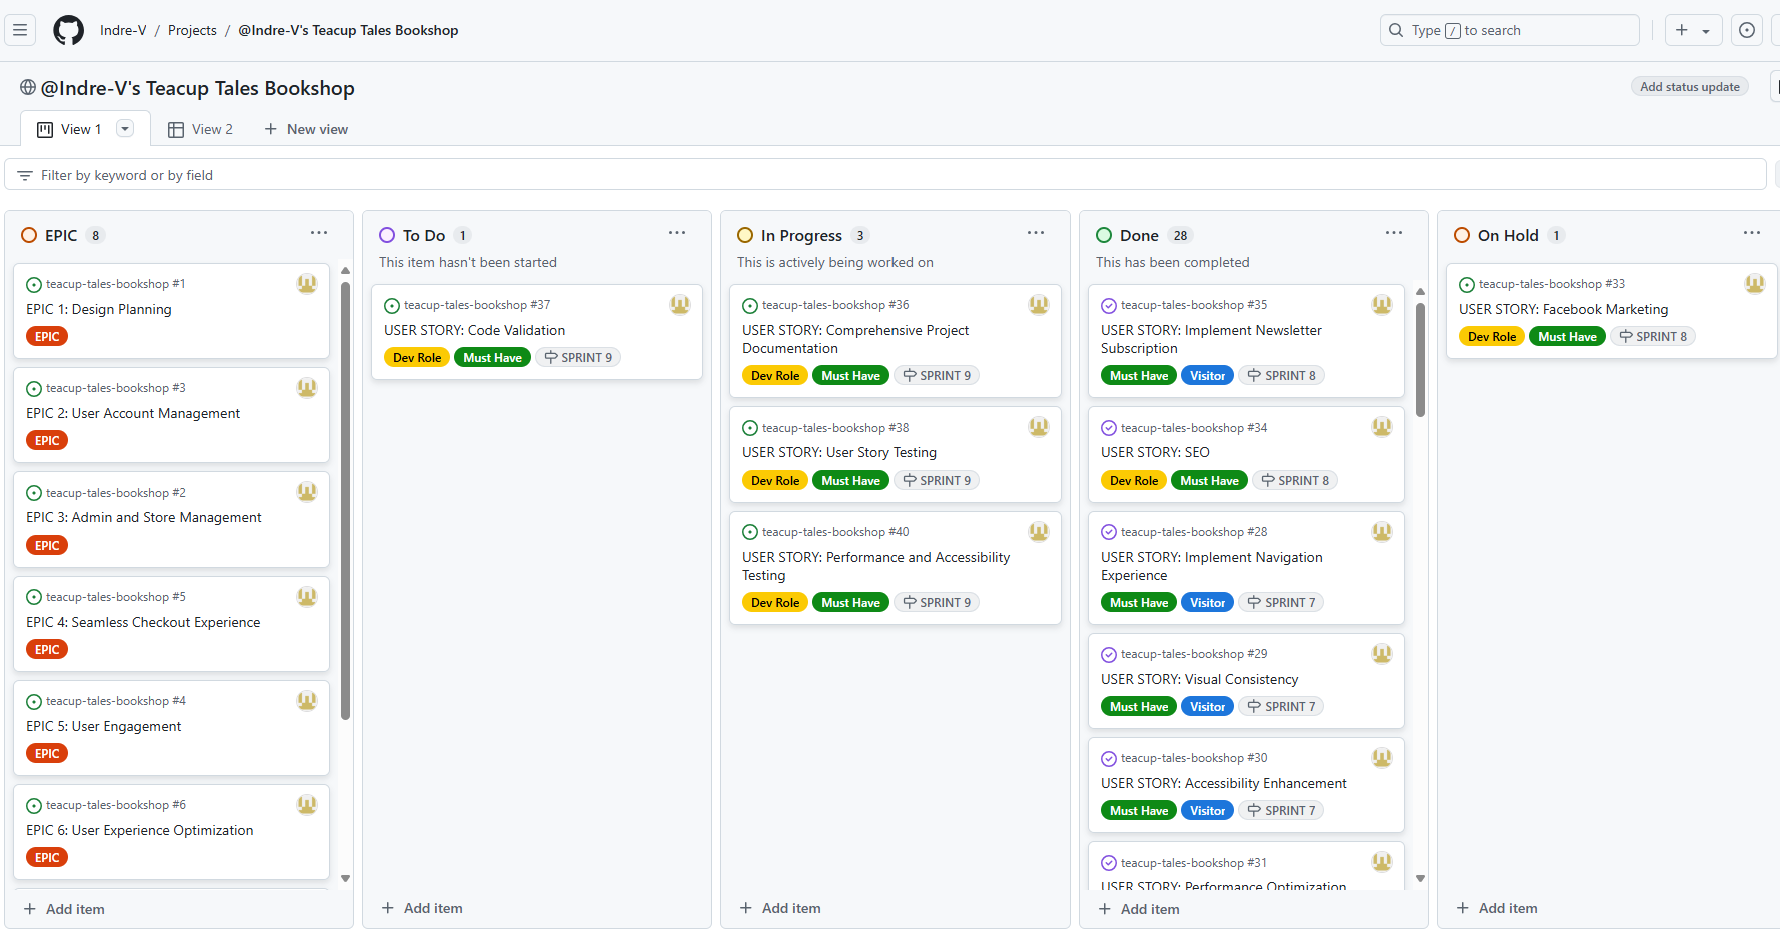 Indre-V / Projects / @Indre-V's Teacup Tales Bookshop
Type / to search
@Indre-V's Teacup Tales Bookshop
Add status update
View 1
View 2
New view
Filter by keyword or by field
EPIC 8
teacup-tales-bookshop #1
EPIC 1: Design Planning
EPIC
teacup-tales-bookshop #3
EPIC 2: User Account Management
EPIC
teacup-tales-bookshop #2
EPIC 3: Admin and Store Management
EPIC
teacup-tales-bookshop #5
EPIC 4: Seamless Checkout Experience
EPIC
teacup-tales-bookshop #4
EPIC 5: User Engagement
EPIC
teacup-tales-bookshop #6
EPIC 6: User Experience Optimization
EPIC
Add item
To Do 1
This item hasn't been started
teacup-tales-bookshop #37
USER STORY: Code Validation
Dev Role Must Have SPRINT 9
Add item
In Progress 3
This is actively being worked on
teacup-tales-bookshop #36
USER STORY: Comprehensive Project
Documentation
Dev Role Must Have SPRINT 9
teacup-tales-bookshop #38
USER STORY: User Story Testing
Dev Role Must Have SPRINT 9
teacup-tales-bookshop #40
USER STORY: Performance and Accessibility
Testing
Dev Role Must Have SPRINT 9
Add item
Done 28
This has been completed
teacup-tales-bookshop #35
USER STORY: Implement Newsletter
Subscription
Must Have Visitor SPRINT 8
teacup-tales-bookshop #34
USER STORY: SEO
Dev Role Must Have SPRINT 8
teacup-tales-bookshop #28
USER STORY: Implement Navigation
Experience
Must Have Visitor SPRINT 7
teacup-tales-bookshop #29
USER STORY: Visual Consistency
Must Have Visitor SPRINT 7
teacup-tales-bookshop #30
USER STORY: Accessibility Enhancement
Must Have Visitor SPRINT 7
teacup-tales-bookshop #31
USER STORY: Performance Optimization
Add item
On Hold 1
teacup-tales-bookshop #33
USER STORY: Facebook Marketing
Dev Role Must Have SPRINT 8
Add item